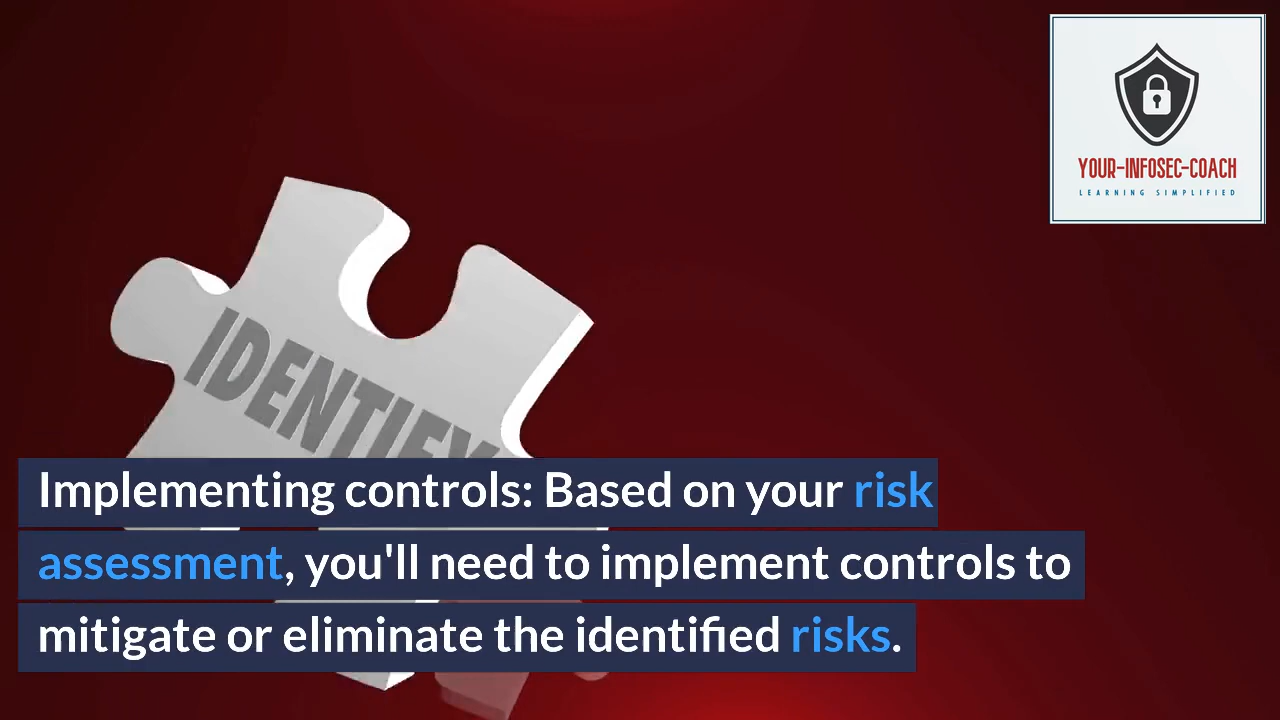 YOUR-INFOSEC-COACH
LEARNING SIMPLIFIED
IDENTIFY
Implementing controls: Based on your risk
assessment, you'll need to implement controls to
mitigate or eliminate the identified risks.